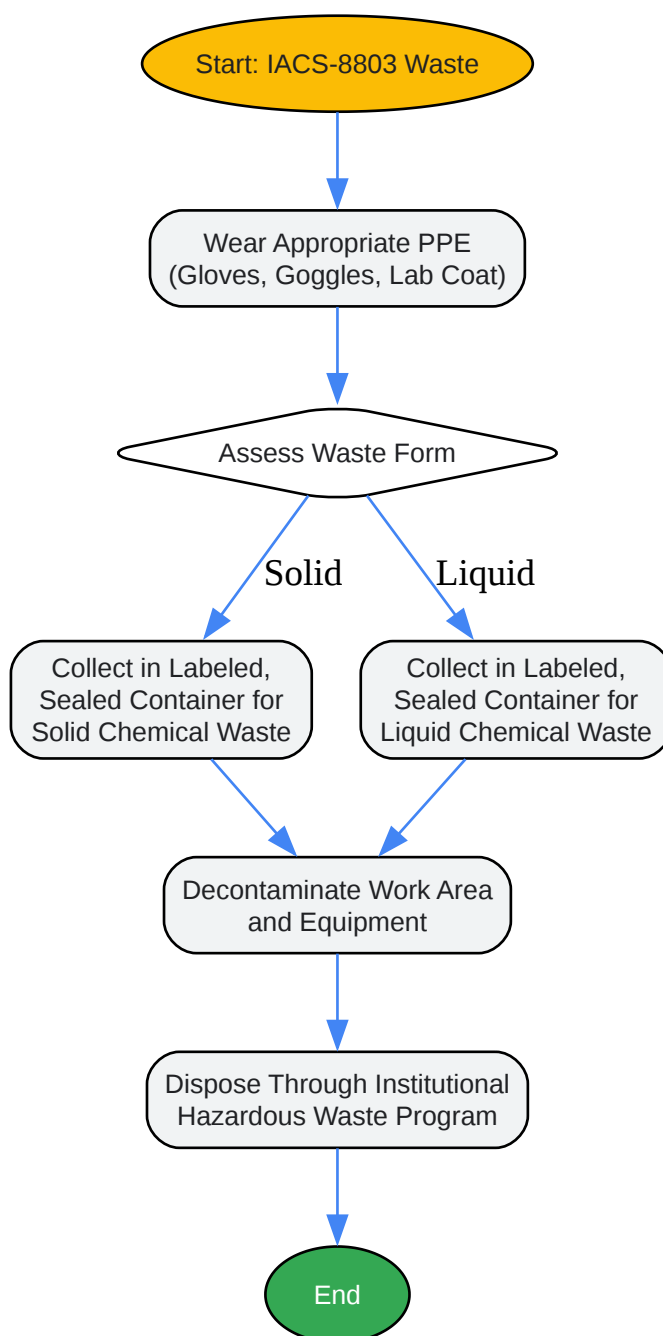 Start: IACS-8803 Waste
Wear Appropriate PPE
(Gloves, Goggles, Lab Coat)
Assess Waste Form
Solid
Liquid
Collect in Labeled,
Sealed Container for
Solid Chemical Waste
Collect in Labeled,
Sealed Container for
Liquid Chemical Waste
Decontaminate Work Area
and Equipment
Dispose Through Institutional
Hazardous Waste Program
End